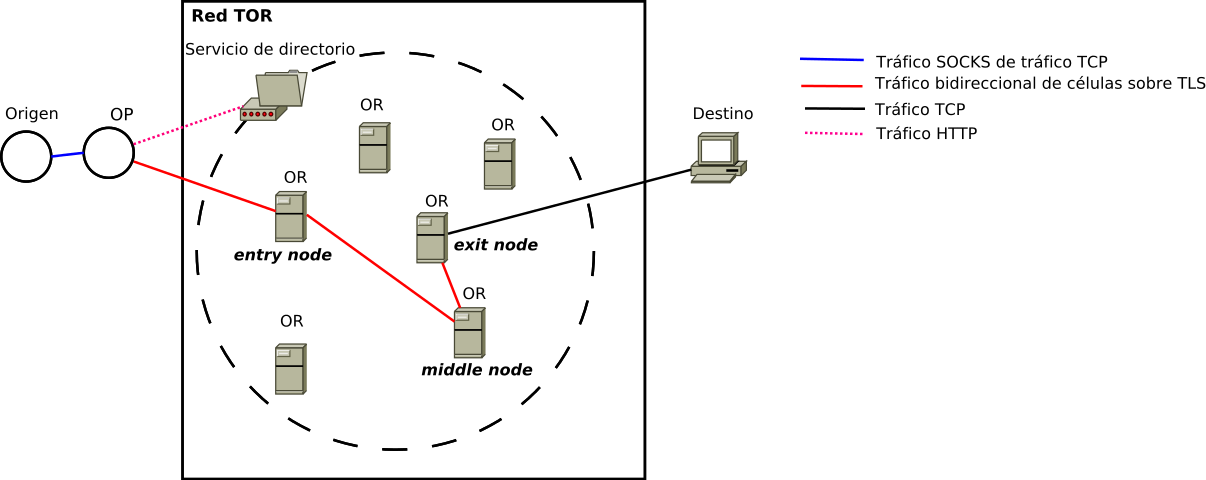 Red TOR
Servicio de directorio
Origen
OP
OR
OR
Destino
OR
entry node
OR
exit node
OR
middle node
OR
Tráfico SOCKS de tráfico TCP
Tráfico bidireccional de células sobre TLS
Tráfico TCP
Tráfico HTTP